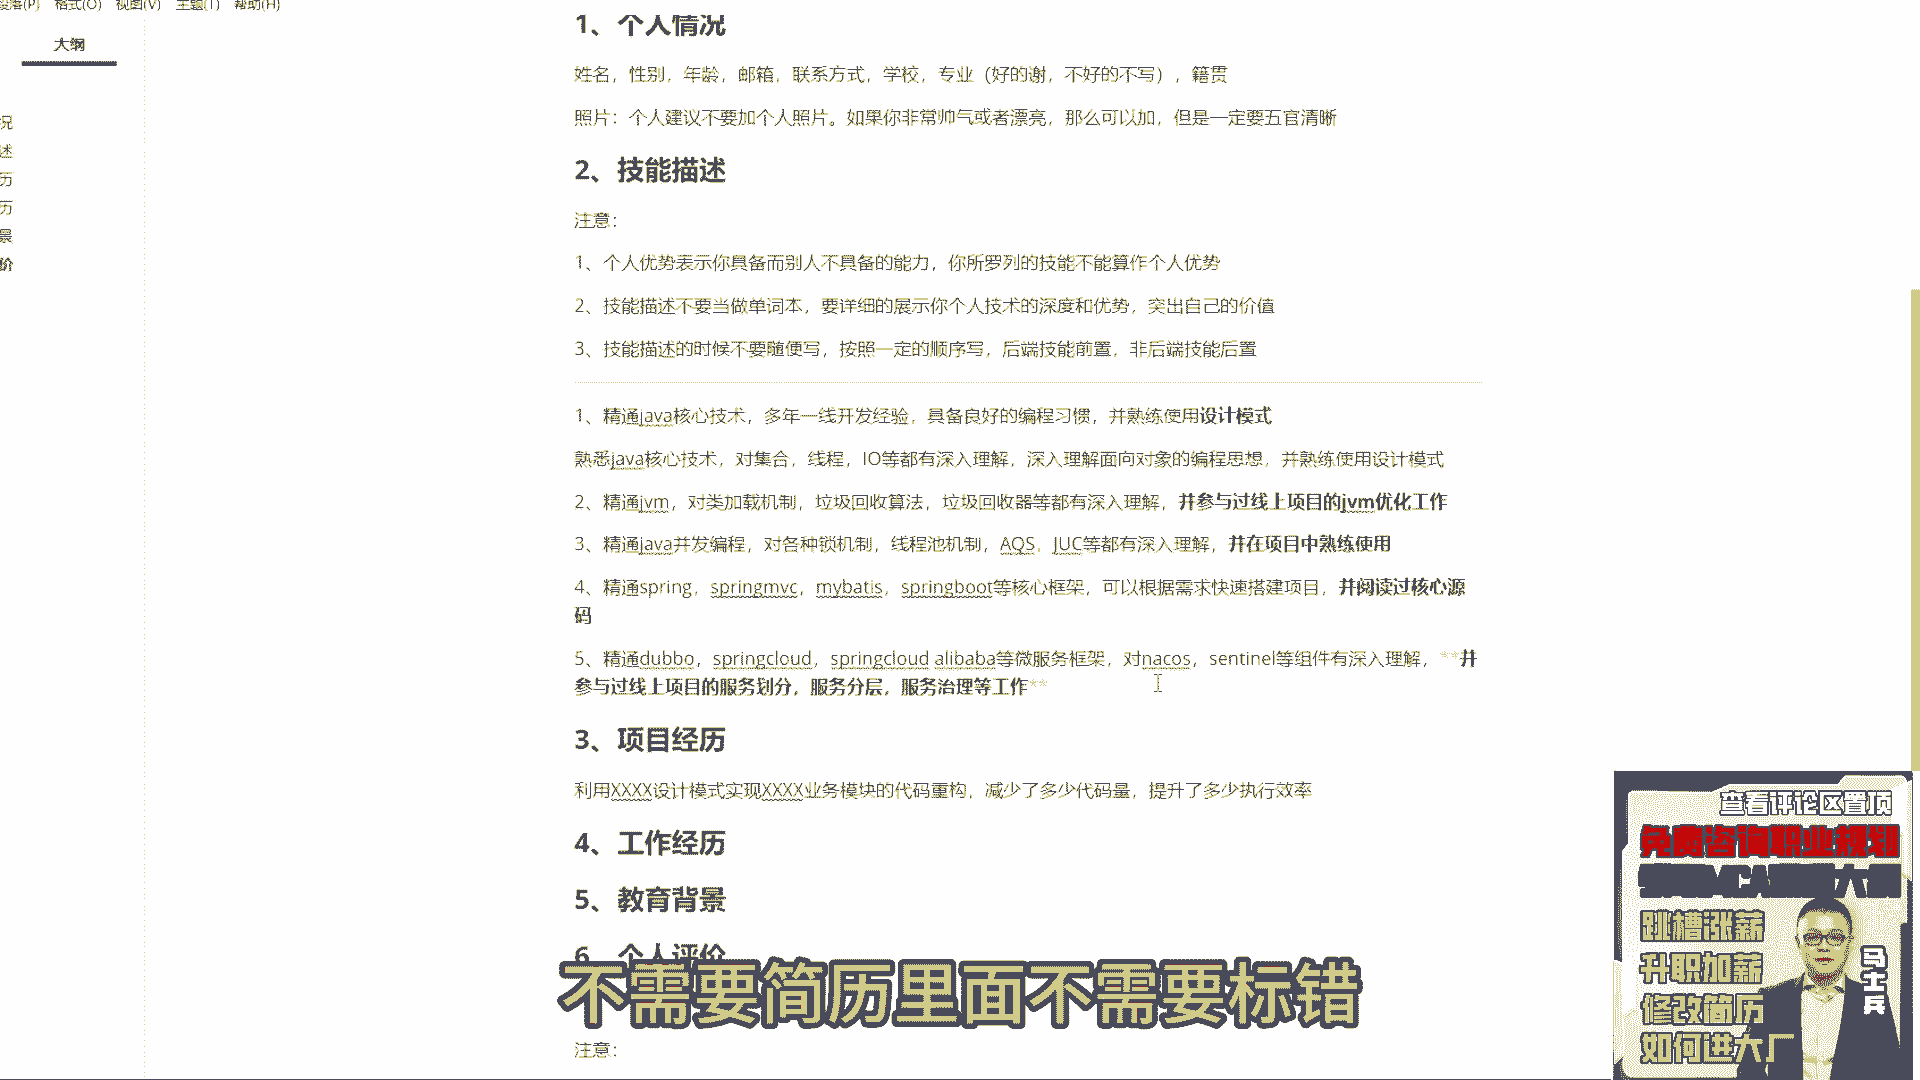 段落(P) 格式(O) 视图(V) 主题(T) 帮助(H)
大纲
况
述
历
历
景
价
1、个人情况
姓名，性别，年龄，邮箱，联系方式，学校，专业（好的谢，不好的不写），籍贯
照片：个人建议不要加个人照片。如果你非常帅气或者漂亮，那么可以加，但是一定要五官清晰
2、技能描述
注意：
1、个人优势表示你具备而别人不具备的能力，你所罗列的技能不能算作个人优势
2、技能描述不要当做单词本，要详细的展示你个人技术的深度和优势，突出自己的价值
3、技能描述的时候不要随便写，按照一定的顺序写，后端技能前置，非后端技能后置
1、精通java核心技术，多年一线开发经验，具备良好的编程习惯，并熟练使用设计模式
熟悉java核心技术，对集合，线程，IO等都有深入理解，深入理解面向对象的编程思想，并熟练使用设计模式
2、精通jvm，对类加载机制，垃圾回收算法，垃圾回收器等都有深入理解，并参与过线上项目的jvm优化工作
3、精通java并发编程，对各种锁机制，线程池机制，AQS，JUC等都有深入理解，并在项目中熟练使用
4、精通spring，springmvc，mybatis，springboot等核心框架，可以根据需求快速搭建项目，并阅读过核心源
码
5、精通dubbo，springcloud，springcloud alibaba等微服务框架，对nacos，sentinel等组件有深入理解，**并
参与过线上项目的服务划分，服务分层，服务治理等工作**
3、项目经历
利用XXXX设计模式实现XXXX业务模块的代码重构，减少了多少代码量，提升了多少执行效率
4、工作经历
5、教育背景
6、个人评价
不需要简历里面不需要标错
注意：
查看评论区置顶
免费咨询职业规划
跳槽涨薪
升职加薪
修改简历
如何进大厂
马士兵